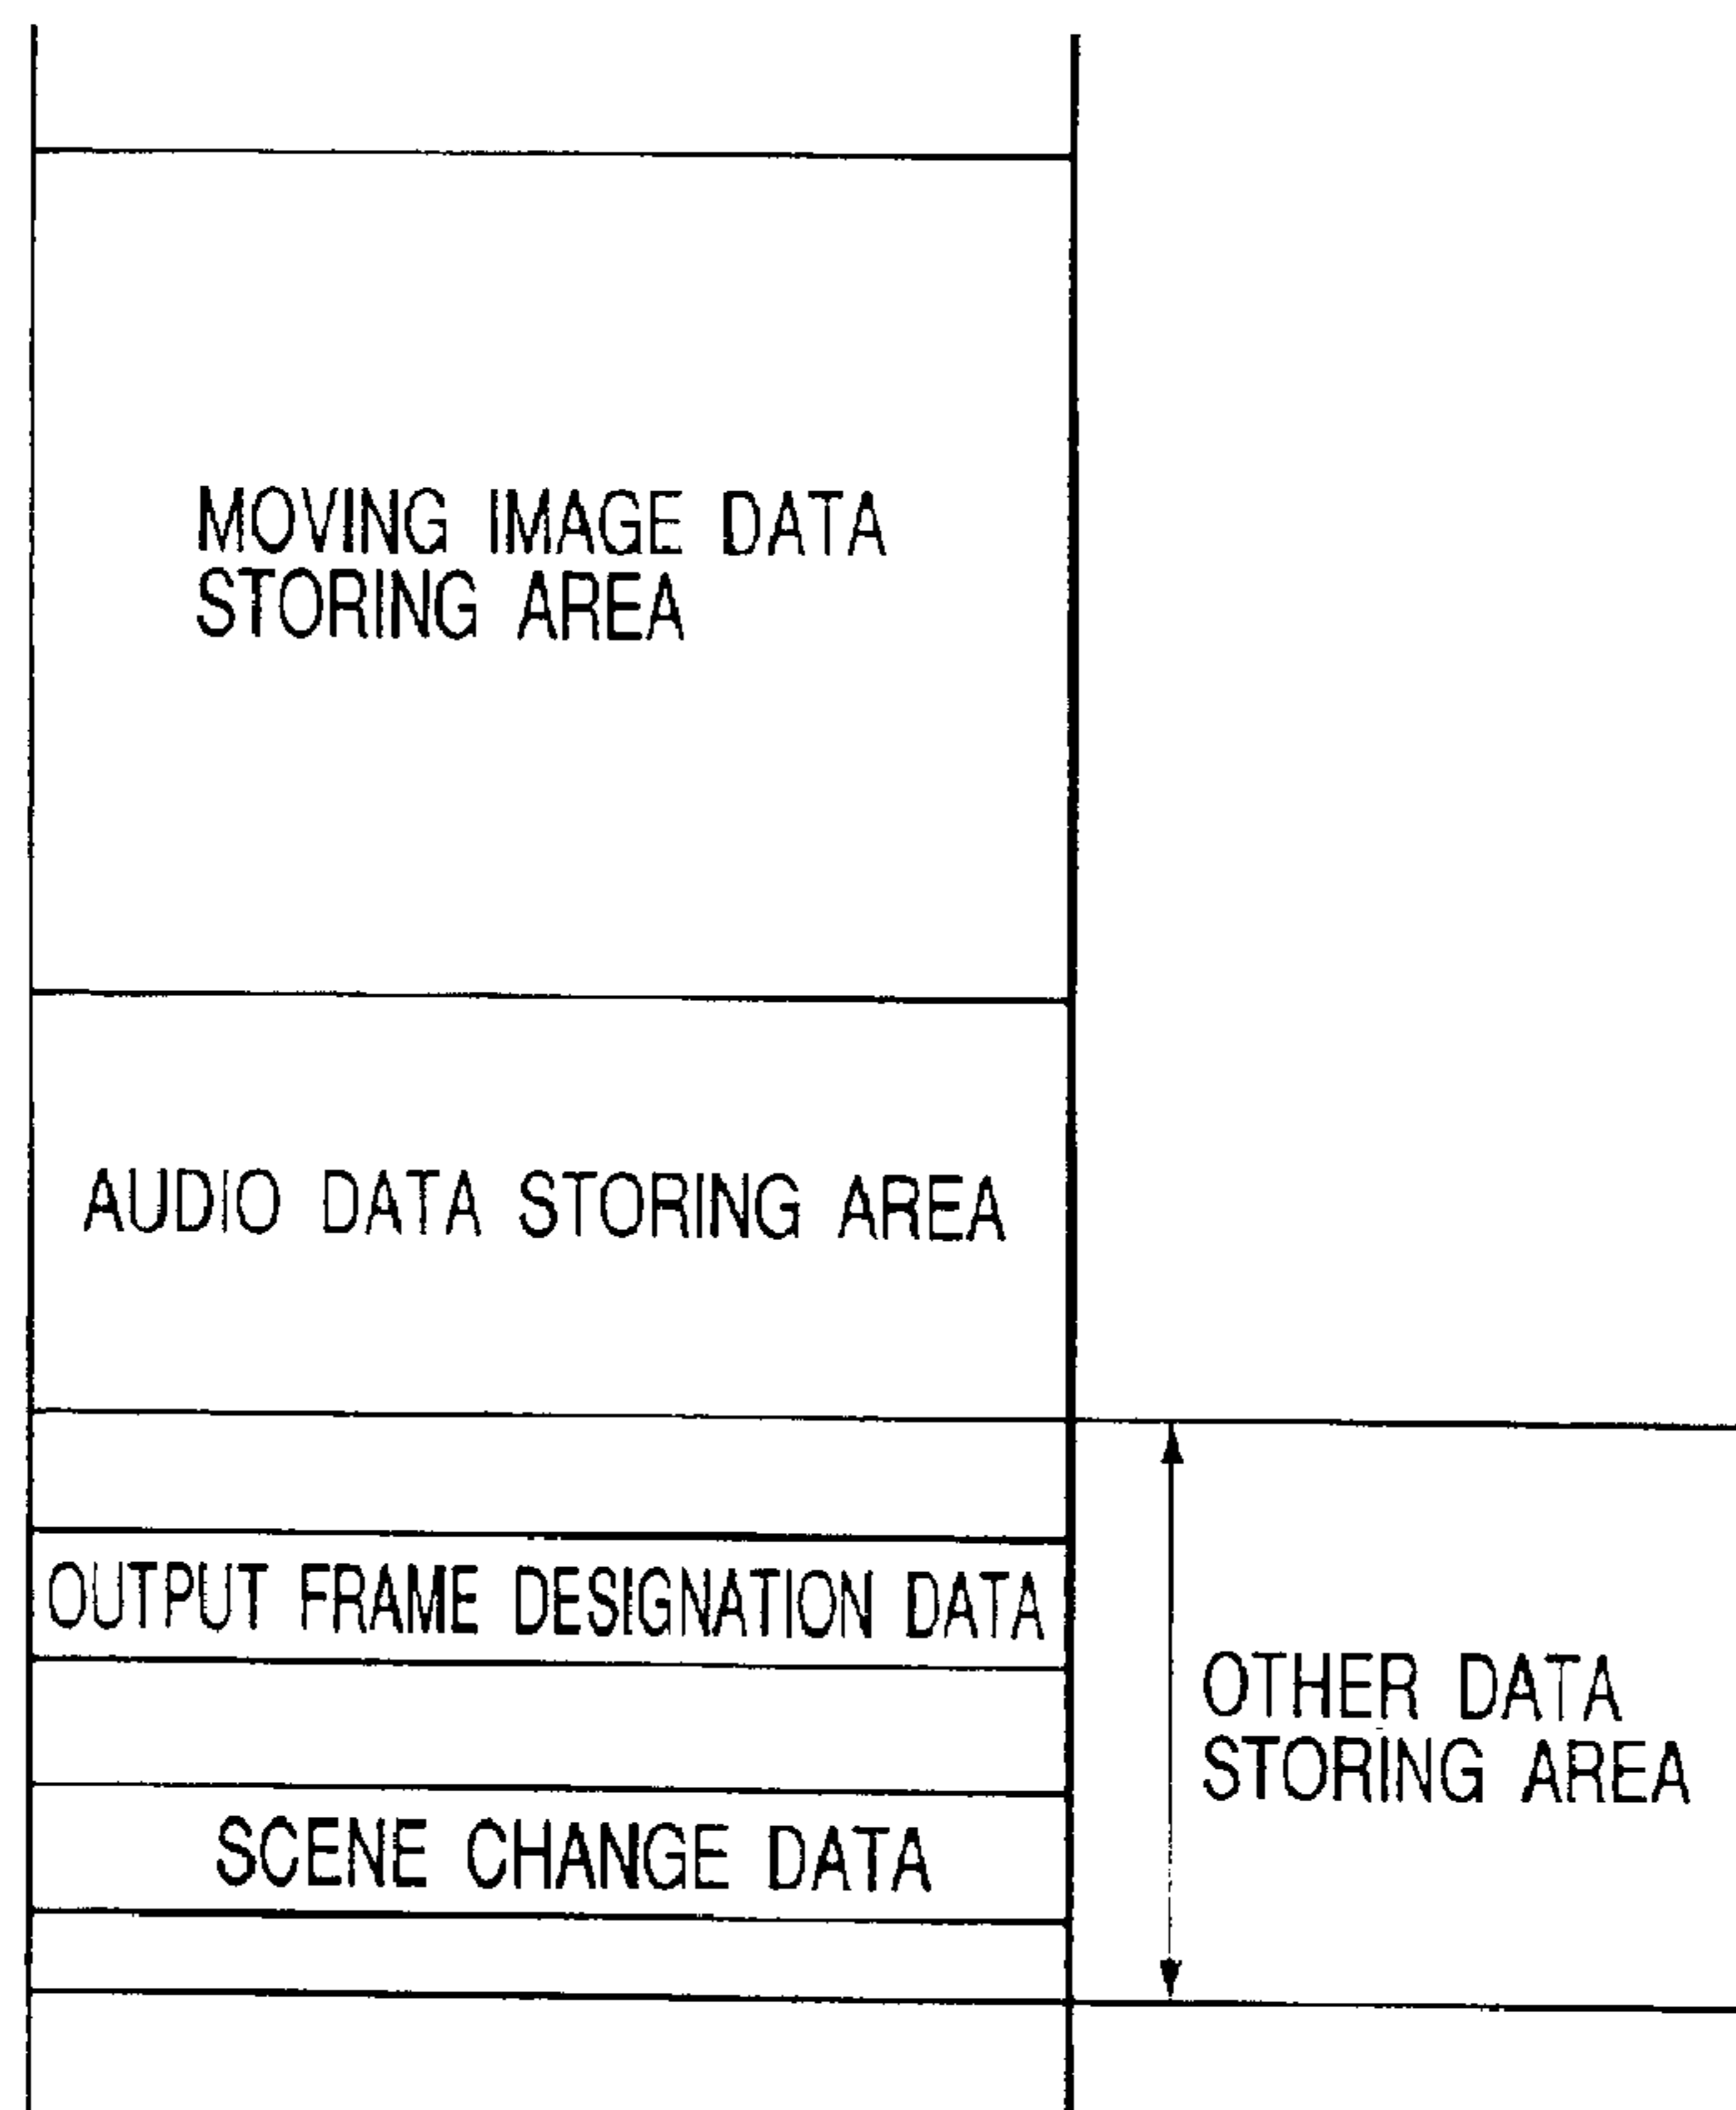 MOVING IMAGE DATA
STORING AREA
AUDIO DATA STORING AREA
OUTPUT FRAME DESIGNATION DATA
OTHER DATA
STORING AREA
SCENE CHANGE DATA